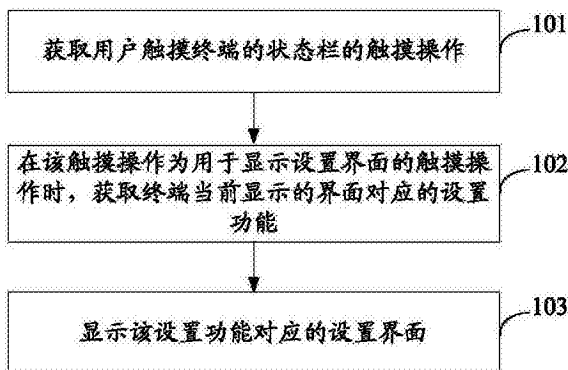 获取用户触摸终端的状态栏的触摸操作
101
在该触摸操作为用于显示设置界面的触摸操
作时，获取终端当前显示的界面对应的设置
功能
102
显示该设置功能对应的设置界面
103